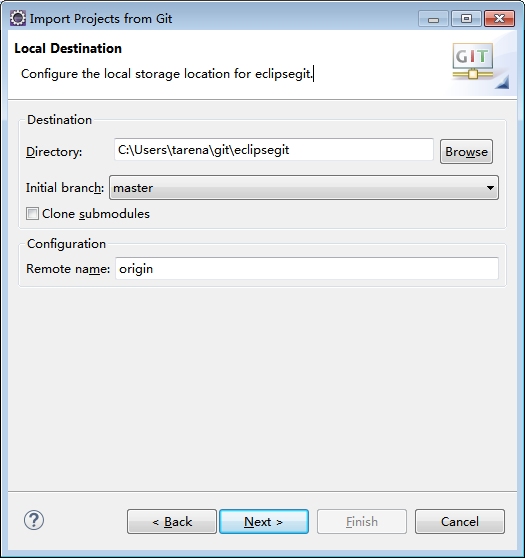 Import Projects from Git
Local Destination
Configure the local storage location for eclipsegit.
GIT
Destination
Directory: C:\Users\tarena\git\eclipsegit Browse
Initial branch: master
Clone submodules
Configuration
Remote name: origin
? < Back Next > Finish Cancel